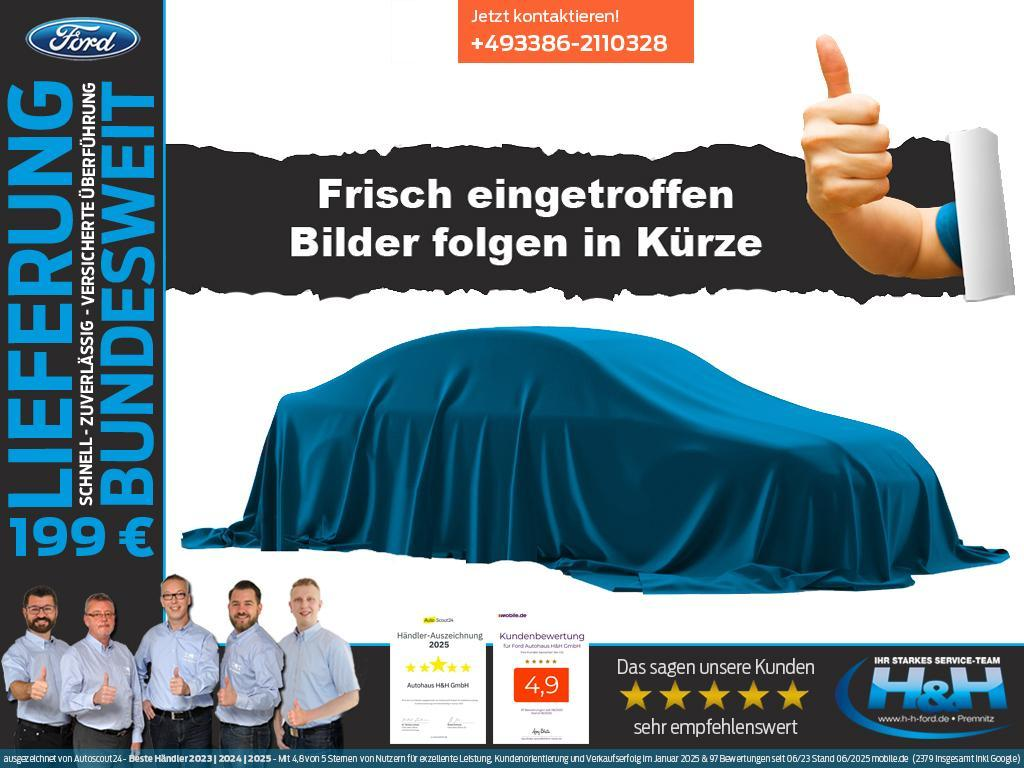 Ford
Jetzt kontaktieren!
+493386-2110328
LIEFERUNG
SCHNELL - ZUVERLÄSSIG - VERSICHERTE ÜBERFÜHRUNG
BUNDESWEIT
199 €
Frisch eingetroffen
Bilder folgen in Kürze
AutoScout24
Händler-Auszeichnung
2025
Autohaus H&H GmbH
mobile.de
Kundenbewertung
für Ford Autohaus H&H GmbH
4,9
Das sagen unsere Kunden
sehr empfehlenswert
IHR STARKES SERVICE-TEAM
H&H
www.h-h-ford.de • Premnitz
ausgezeichnet von Autoscout24 - Beste Händler 2023 | 2024 | 2025 - Mit 4,8 von 5 Sternen von Nutzern für exzellente Leistung, Kundenorientierung und Verkaufserfolg im Januar 2025 & 97 Bewertungen seit 06/23 Stand 06/2025 mobile.de (2379 insgesamt inkl Google)